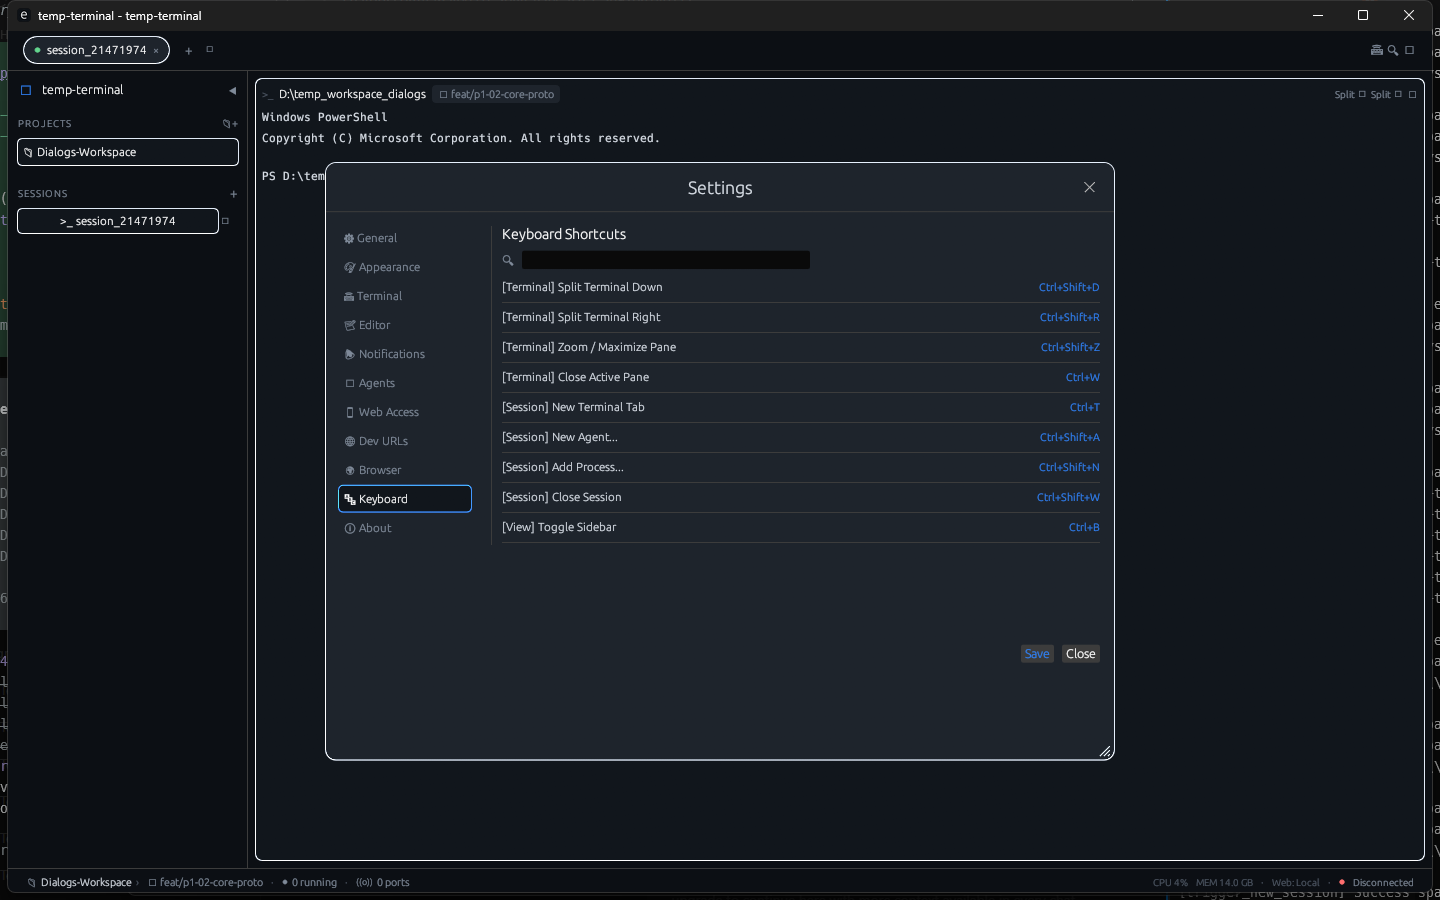 temp-terminal - temp-terminal
session_21471974 ×
temp-terminal
PROJECTS
Dialogs-Workspace
SESSIONS
>_ session_21471974
>_ D:\temp_workspace_dialogs feat/p1-02-core-proto
Split Split
Windows PowerShell
Copyright (C) Microsoft Corporation. All rights reserved.
PS D:\tem
Settings
General
Appearance
Terminal
Editor
Notifications
Agents
Web Access
Dev URLs
Browser
Keyboard
About
Keyboard Shortcuts
[Terminal] Split Terminal Down Ctrl+Shift+D
[Terminal] Split Terminal Right Ctrl+Shift+R
[Terminal] Zoom / Maximize Pane Ctrl+Shift+Z
[Terminal] Close Active Pane Ctrl+W
[Session] New Terminal Tab Ctrl+T
[Session] New Agent... Ctrl+Shift+A
[Session] Add Process... Ctrl+Shift+N
[Session] Close Session Ctrl+Shift+W
[View] Toggle Sidebar Ctrl+B
Save Close
Dialogs-Workspace › feat/p1-02-core-proto · ● 0 running · ((o)) 0 ports
CPU 4% MEM 14.0 GB · Web: Local · ● Disconnected